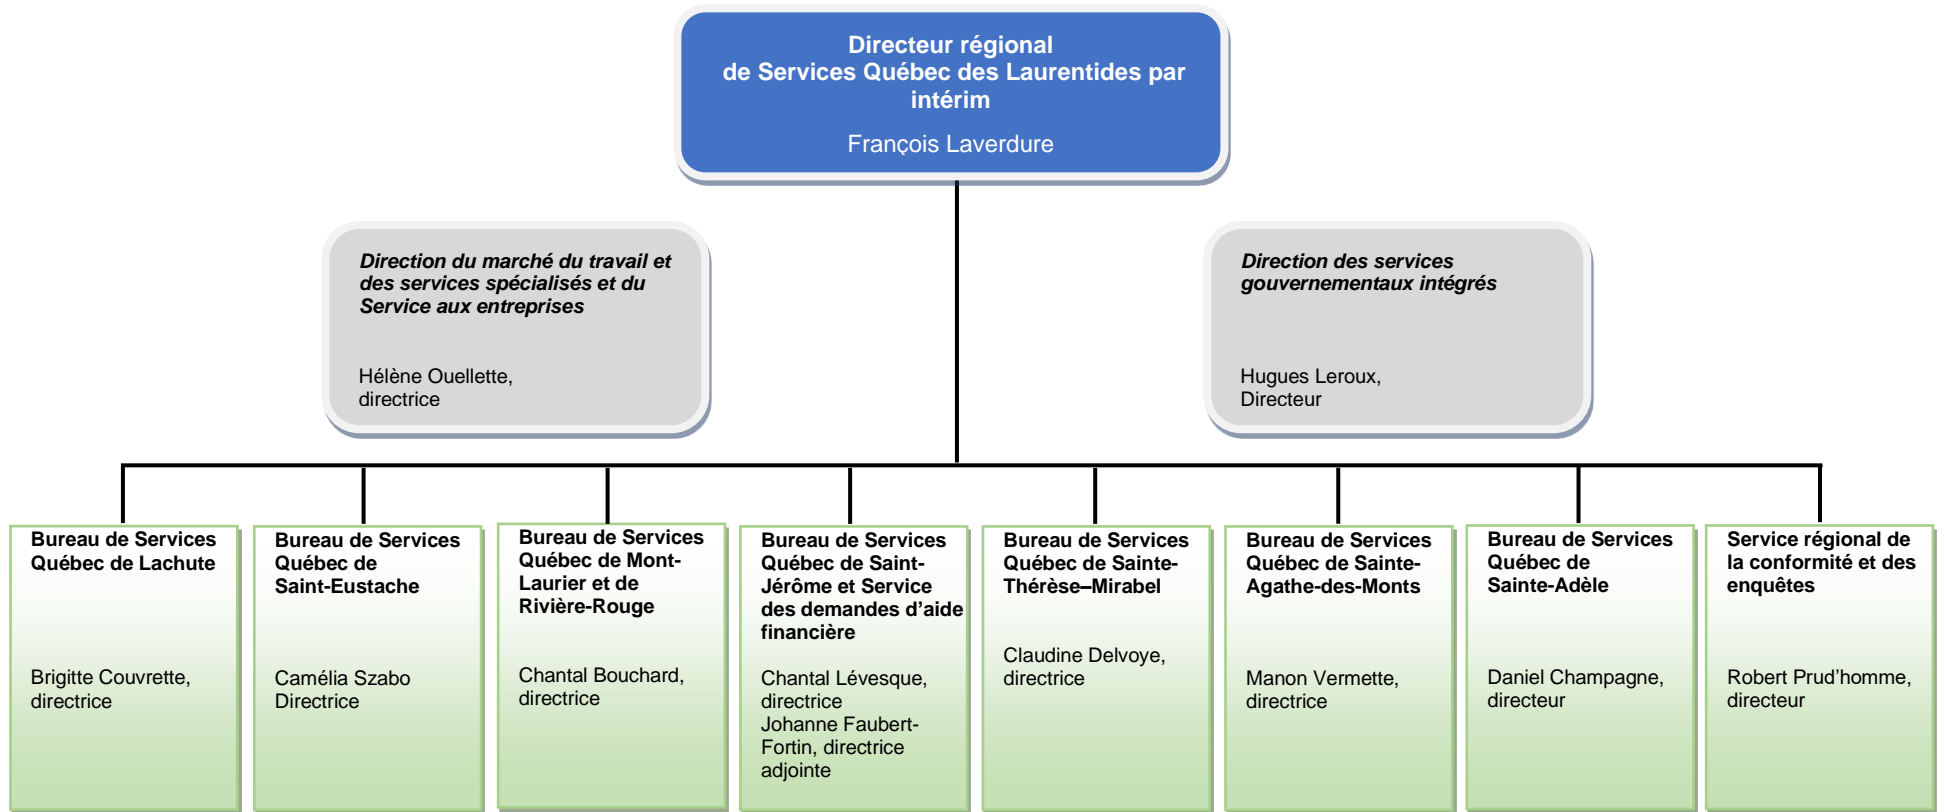 Directeur régional
de Services Québec des Laurentides par
intérim
François Laverdure
Direction du marché du travail et
des services spécialisés et du
Service aux entreprises
Hélène Ouellette,
directrice
Direction des services
gouvernementaux intégrés
Hugues Leroux,
Directeur
Bureau de Services
Québec de Lachute
Brigitte Couvrette,
directrice
Bureau de Services
Québec de
Saint-Eustache
Camélia Szabo
Directrice
Bureau de Services
Québec de Mont-
Laurier et de
Rivière-Rouge
Chantal Bouchard,
directrice
Bureau de Services
Québec de Saint-
Jérôme et Service
des demandes d’aide
financière
Chantal Lévesque,
directrice
Johanne Faubert-
Fortin, directrice
adjointe
Bureau de Services
Québec de Sainte-
Thérèse–Mirabel
Claudine Delvoye,
directrice
Bureau de Services
Québec de Sainte-
Agathe-des-Monts
Manon Vermette,
directrice
Bureau de Services
Québec de
Sainte-Adèle
Daniel Champagne,
directeur
Service régional de
la conformité et des
enquêtes
Robert Prud’homme,
directeur